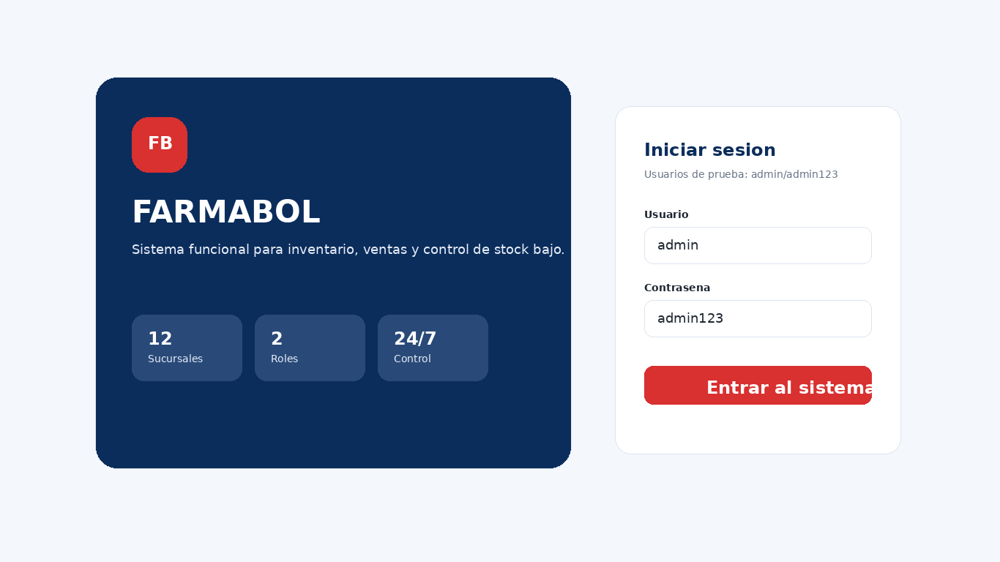 FB
FARMABOL
Sistema funcional para inventario, ventas y control de stock bajo.
12
Sucursales
2
Roles
24/7
Control
Iniciar sesion
Usuarios de prueba: admin/admin123
Usuario
admin
Contrasena
admin123
Entrar al sistema